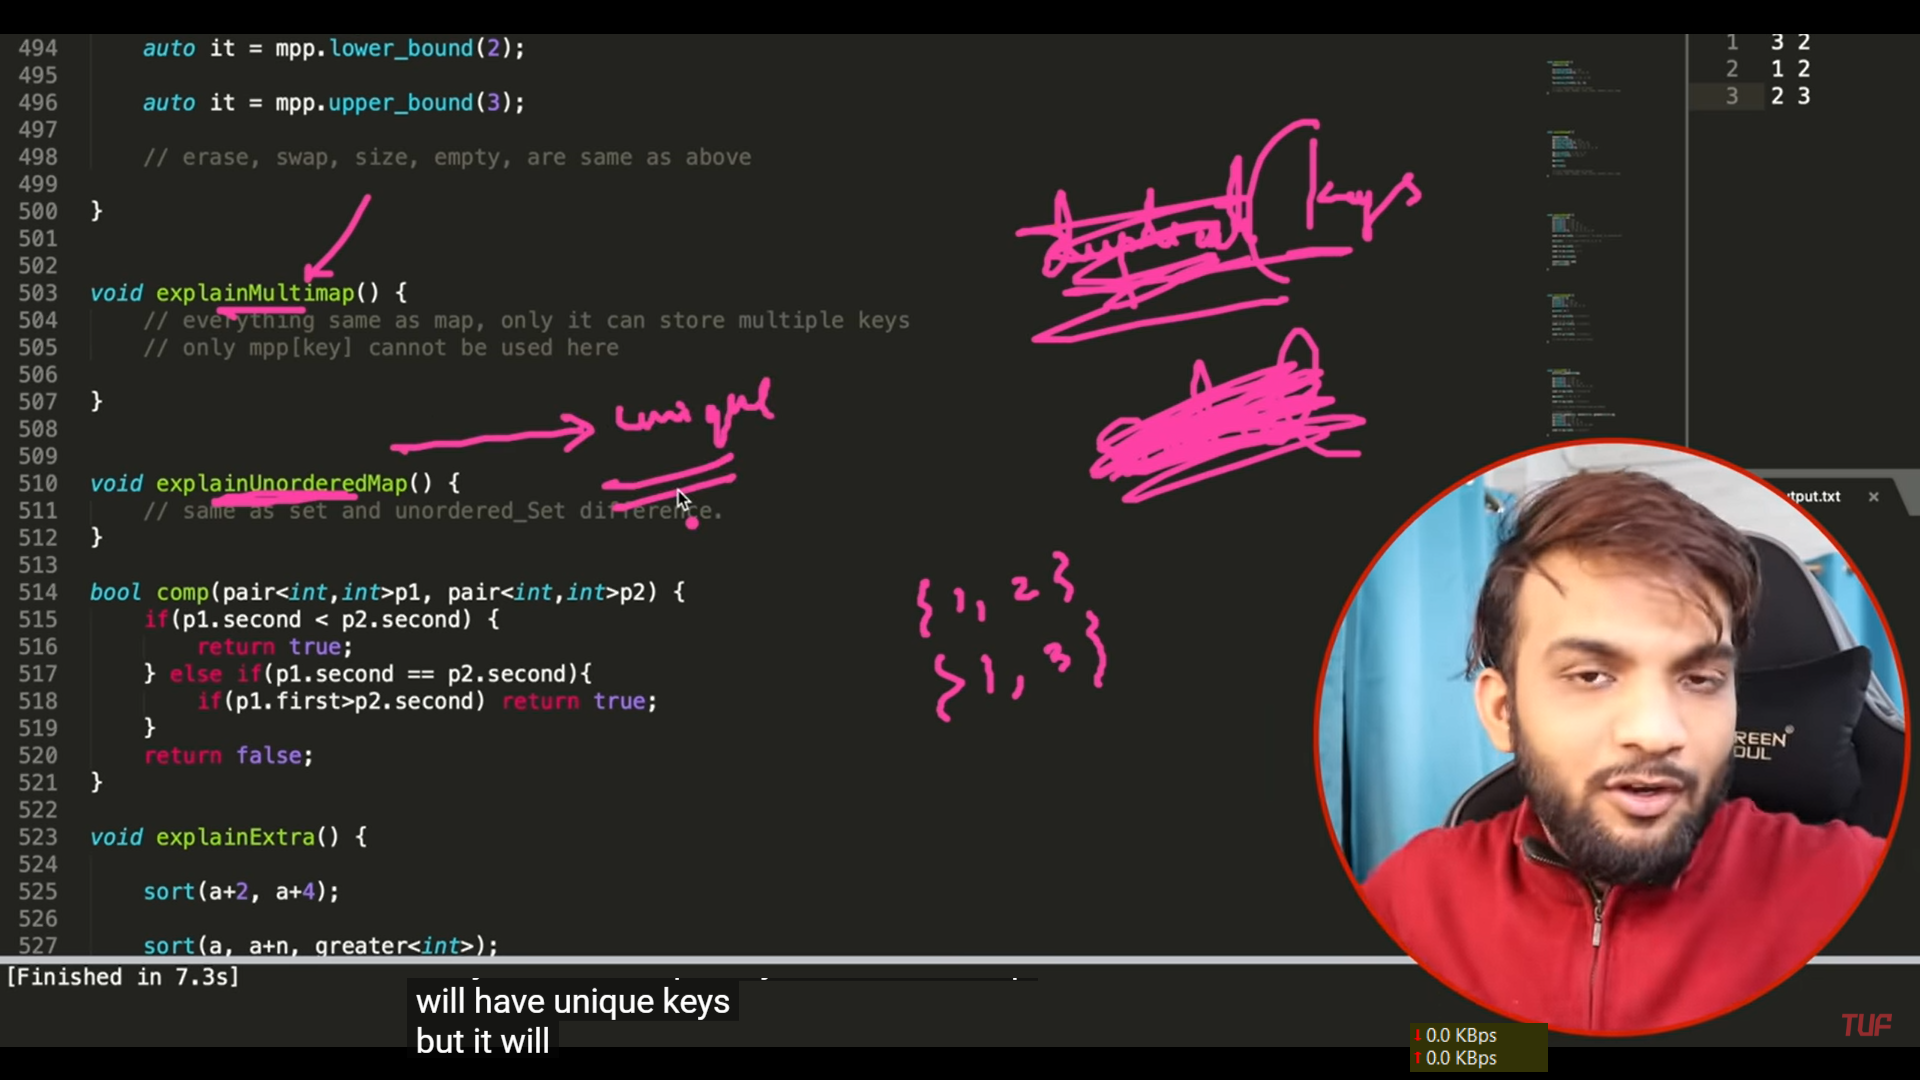 494 auto it = mpp.lower_bound(2);
495
496 auto it = mpp.upper_bound(3);
497
498 // erase, swap, size, empty, are same as above
499
500 }
501
502
503 void explainMultimap() {
504 // everything same as map, only it can store multiple keys
505 // only mpp[key] cannot be used here
506
507 }
508
509
510 void explainUnorderedMap() {
511 // same as set and unordered_Set difference.
512 }
513
514 bool comp(pair<int,int>p1, pair<int,int>p2) {
515 if(p1.second < p2.second) {
516 return true;
517 } else if(p1.second == p2.second){
518 if(p1.first>p2.second) return true;
519 }
520 return false;
521 }
522
523 void explainExtra() {
524
525 sort(a+2, a+4);
526
527 sort(a, a+n, greater<int>);
keys
unique
{1, 2}
{1, 3}
1 3 2
2 1 2
3 2 3
utput.txt ×
REEN
OUL
[Finished in 7.3s]
will have unique keys
but it will
0.0 KBps
0.0 KBps
TUF